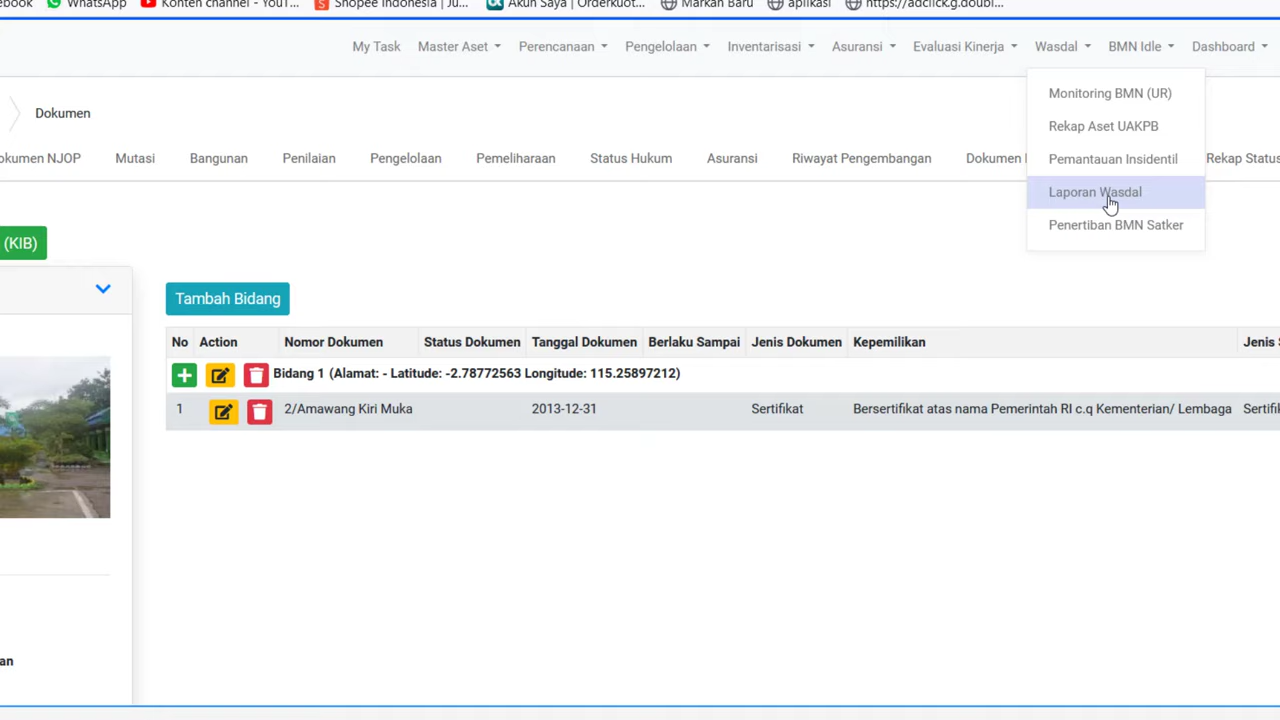 WhatsApp Konten channel - YouT... Shopee Indonesia | Ju... Akun Saya | Orderkuot... Markah Baru aplikasi https://adclick.g.doubl...
My Task Master Aset Perencanaan Pengelolaan Inventarisasi Asuransi Evaluasi Kinerja Wasdal BMN Idle Dashboard
Monitoring BMN (UR)
Rekap Aset UAKPB
Pemantauan Insidentil
Laporan Wasdal
Penertiban BMN Satker
Dokumen
okumen NJOP Mutasi Bangunan Penilaian Pengelolaan Pemeliharaan Status Hukum Asuransi Riwayat Pengembangan Dokumen Rekap Status
(KIB)
Tambah Bidang
No Action Nomor Dokumen Status Dokumen Tanggal Dokumen Berlaku Sampai Jenis Dokumen Kepemilikan Jenis S
Bidang 1 (Alamat: - Latitude: -2.78772563 Longitude: 115.25897212)
1 2/Amawang Kiri Muka 2013-12-31 Sertifikat Bersertifikat atas nama Pemerintah RI c.q Kementerian/ Lembaga Sertifi
an